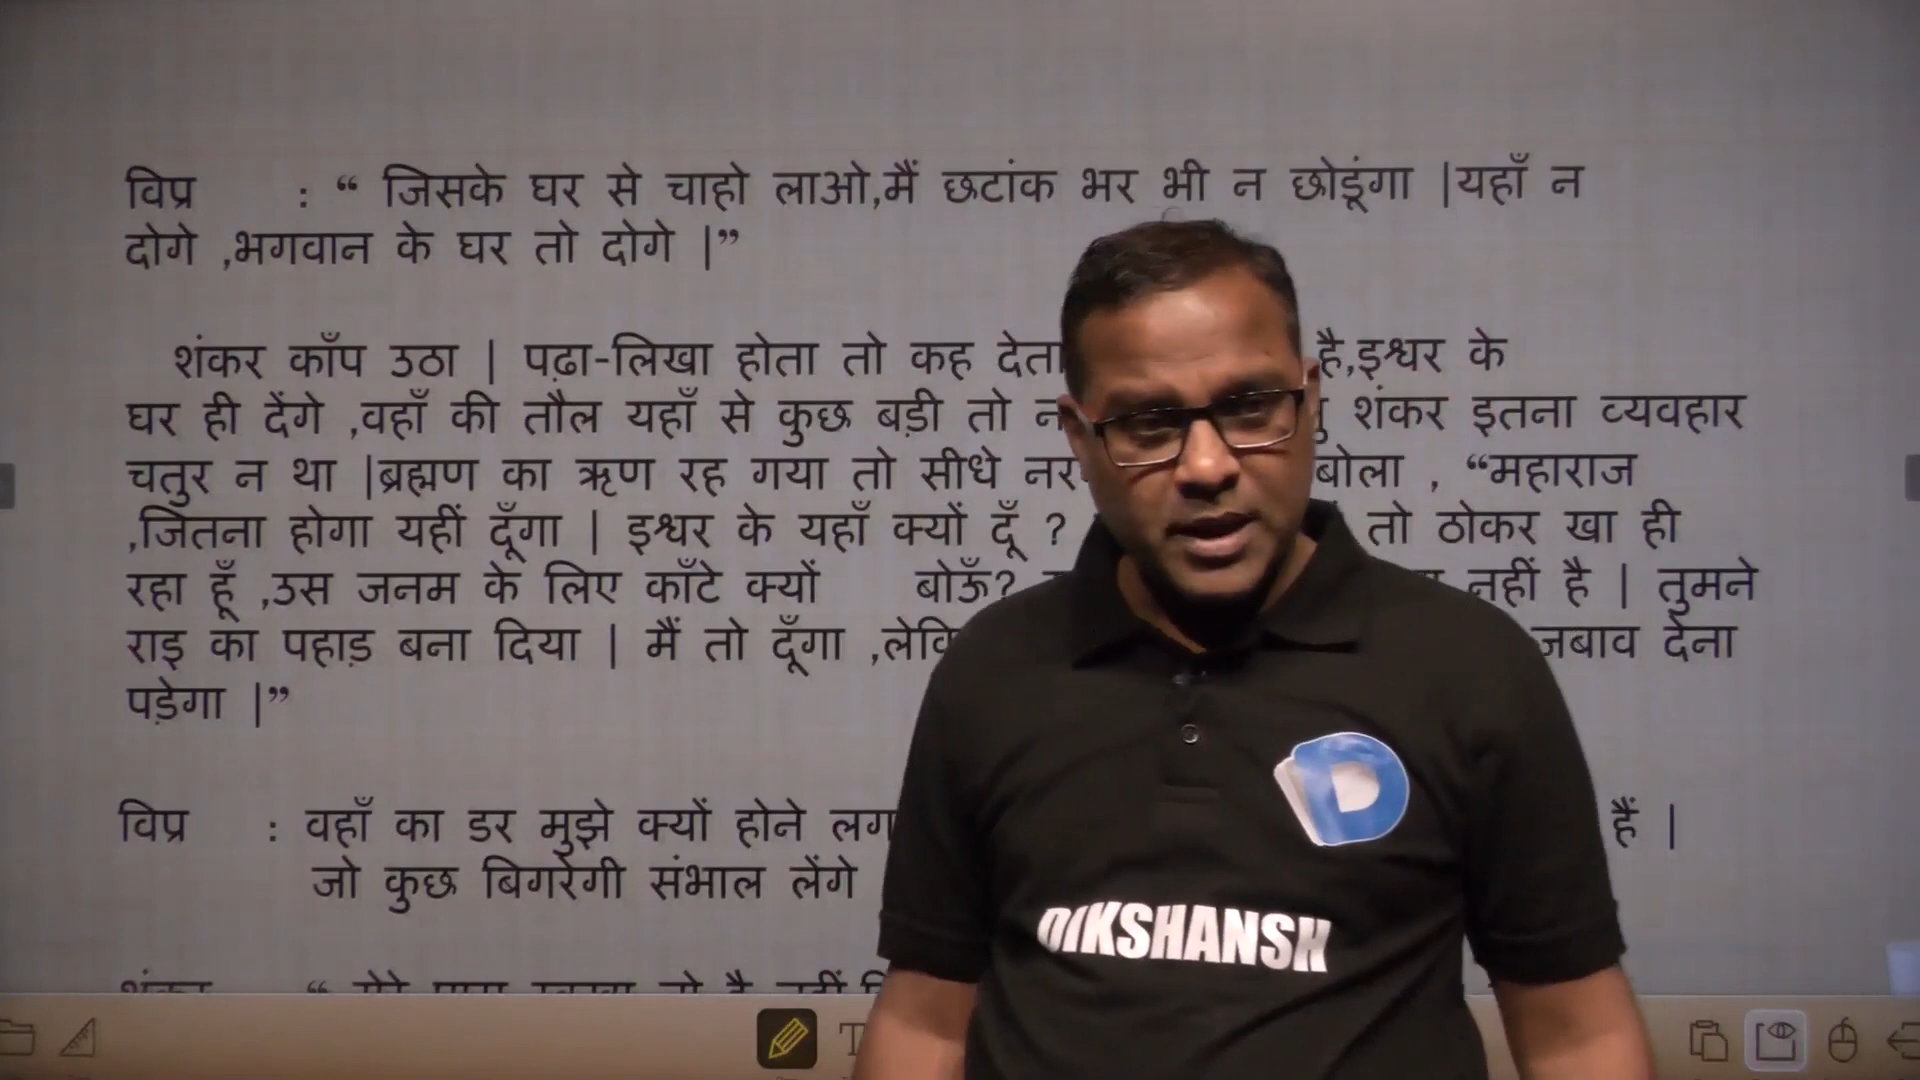 विप्र : “ जिसके घर से चाहो लाओ,मैं छटांक भर भी न छोडूंगा |यहाँ न
दोगे ,भगवान के घर तो दोगे |”
शंकर काँप उठा | पढ़ा-लिखा होता तो कह देता है,इश्वर के
घर ही देंगे ,वहाँ की तौल यहाँ से कुछ बड़ी तो शंकर इतना व्यवहार
चतुर न था |ब्रह्मण का ऋण रह गया तो सीधे बोला , “महाराज
,जितना होगा यहीं दूँगा | इश्वर के यहाँ क्यों दूँ ? तो ठोकर खा ही
रहा हूँ ,उस जनम के लिए काँटे क्यों बोऊँ? नहीं है | तुमने
राइ का पहाड़ बना दिया | मैं तो दूँगा , जबाव देना
पड़ेगा |”
विप्र : वहाँ का डर मुझे क्यों होने हैं |
जो कुछ बिगरेगी संभाल लेंगे
D
DIKSHANSH